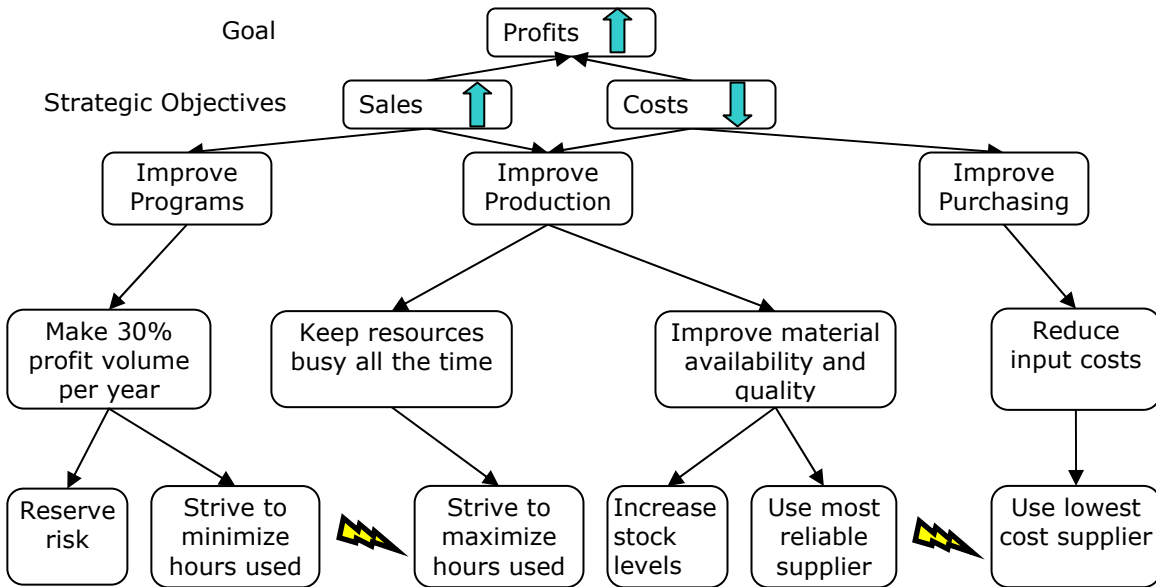 Goal
Profits
Strategic Objectives
Sales
Costs
Improve
Programs
Improve
Production
Improve
Purchasing
Make 30%
profit volume
per year
Keep resources
busy all the time
Improve material
availability and
quality
Reduce
input costs
Reserve
risk
Strive to
minimize
hours used
Strive to
maximize
hours used
Increase
stock
levels
Use most
reliable
supplier
Use lowest
cost supplier